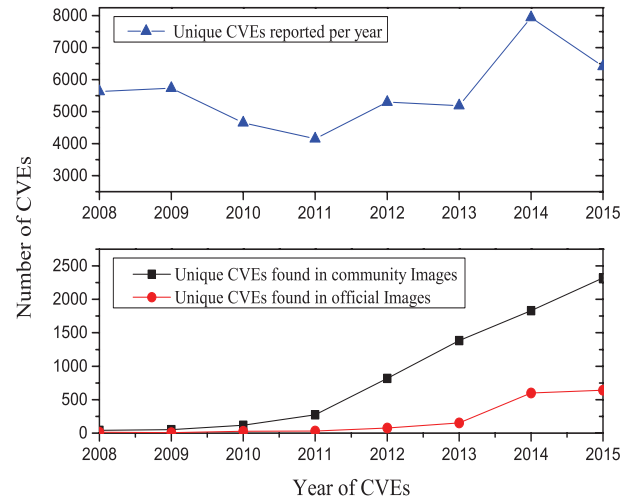 8000
7000
6000
5000
4000
3000
Unique CVEs reported per year
2008 2009 2010 2011 2012 2013 2014 2015
Number of CVEs
2500
2000
1500
1000
500
0
Unique CVEs found in community Images
Unique CVEs found in official Images
2008 2009 2010 2011 2012 2013 2014 2015
Year of CVEs